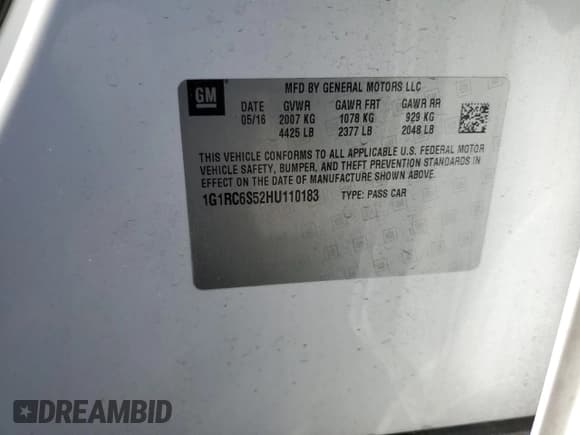 GM
MFD BY GENERAL MOTORS LLC
DATE GVWR GAWR FRT GAWR RR
05/16 2007 KG 1078 KG 929 KG
4425 LB 2377 LB 2048 LB
THIS VEHICLE CONFORMS TO ALL APPLICABLE U.S. FEDERAL MOTOR
VEHICLE SAFETY, BUMPER, AND THEFT PREVENTION STANDARDS IN
EFFECT ON THE DATE OF MANUFACTURE SHOWN ABOVE.
1G1RC6S52HU110183 TYPE: PASS CAR
DREAMBID